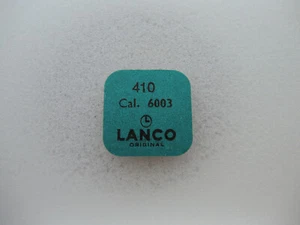 410
Cal. 6003
LANCO
ORIGINAL